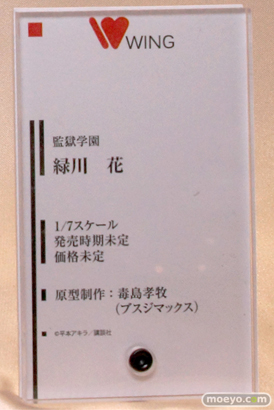 WING
監獄学園
緑川 花
1/7スケール
発売時期未定
価格未定
原型制作：毒島孝牧
(ブスジマックス)
©平本アキラ／講談社
moeyo.com